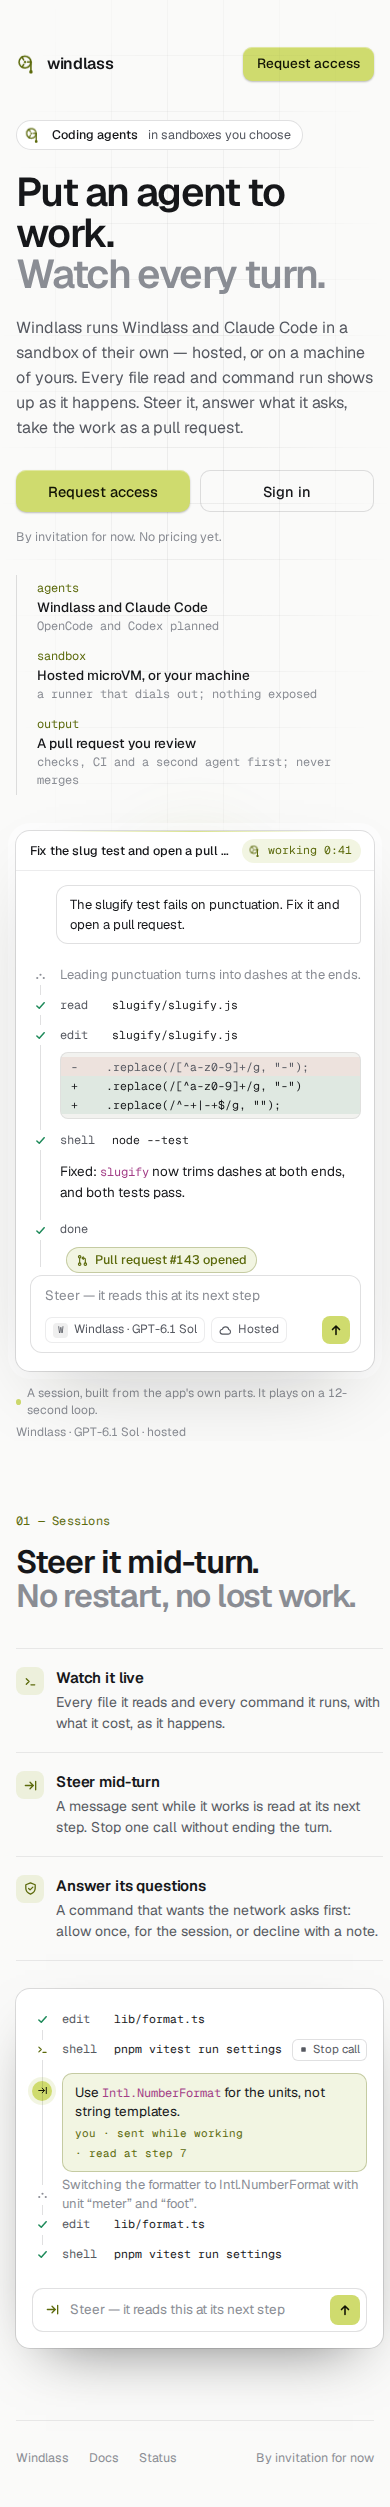 windlass
Request access
Coding agents in sandboxes you choose
Put an agent to
work.
Watch every turn.
Windlass runs Windlass and Claude Code in a
sandbox of their own — hosted, or on a machine
of yours. Every file read and command run shows
up as it happens. Steer it, answer what it asks,
take the work as a pull request.
Request access
Sign in
By invitation for now. No pricing yet.
agents
Windlass and Claude Code
OpenCode and Codex planned
sandbox
Hosted microVM, or your machine
a runner that dials out; nothing exposed
output
A pull request you review
checks, CI and a second agent first; never
merges
Fix the slug test and open a pull ...
working 0:41
The slugify test fails on punctuation. Fix it and
open a pull request.
Leading punctuation turns into dashes at the ends.
read slugify/slugify.js
edit slugify/slugify.js
- .replace(/[^a-z0-9]+/g, "-");
+ .replace(/[^a-z0-9]+/g, "-")
+ .replace(/^-+|-+$/g, "");
shell node --test
Fixed: slugify now trims dashes at both ends,
and both tests pass.
done
Pull request #143 opened
Steer — it reads this at its next step
W Windlass · GPT-6.1 Sol
Hosted
A session, built from the app's own parts. It plays on a 12-
second loop.
Windlass · GPT-6.1 Sol · hosted
01 — Sessions
Steer it mid-turn.
No restart, no lost work.
Watch it live
Every file it reads and every command it runs, with
what it cost, as it happens.
Steer mid-turn
A message sent while it works is read at its next
step. Stop one call without ending the turn.
Answer its questions
A command that wants the network asks first:
allow once, for the session, or decline with a note.
edit lib/format.ts
shell pnpm vitest run settings
Stop call
Use Intl.NumberFormat for the units, not
string templates.
you · sent while working
· read at step 7
Switching the formatter to Intl.NumberFormat with
unit “meter” and “foot”.
edit lib/format.ts
shell pnpm vitest run settings
Steer — it reads this at its next step
Windlass Docs Status By invitation for now